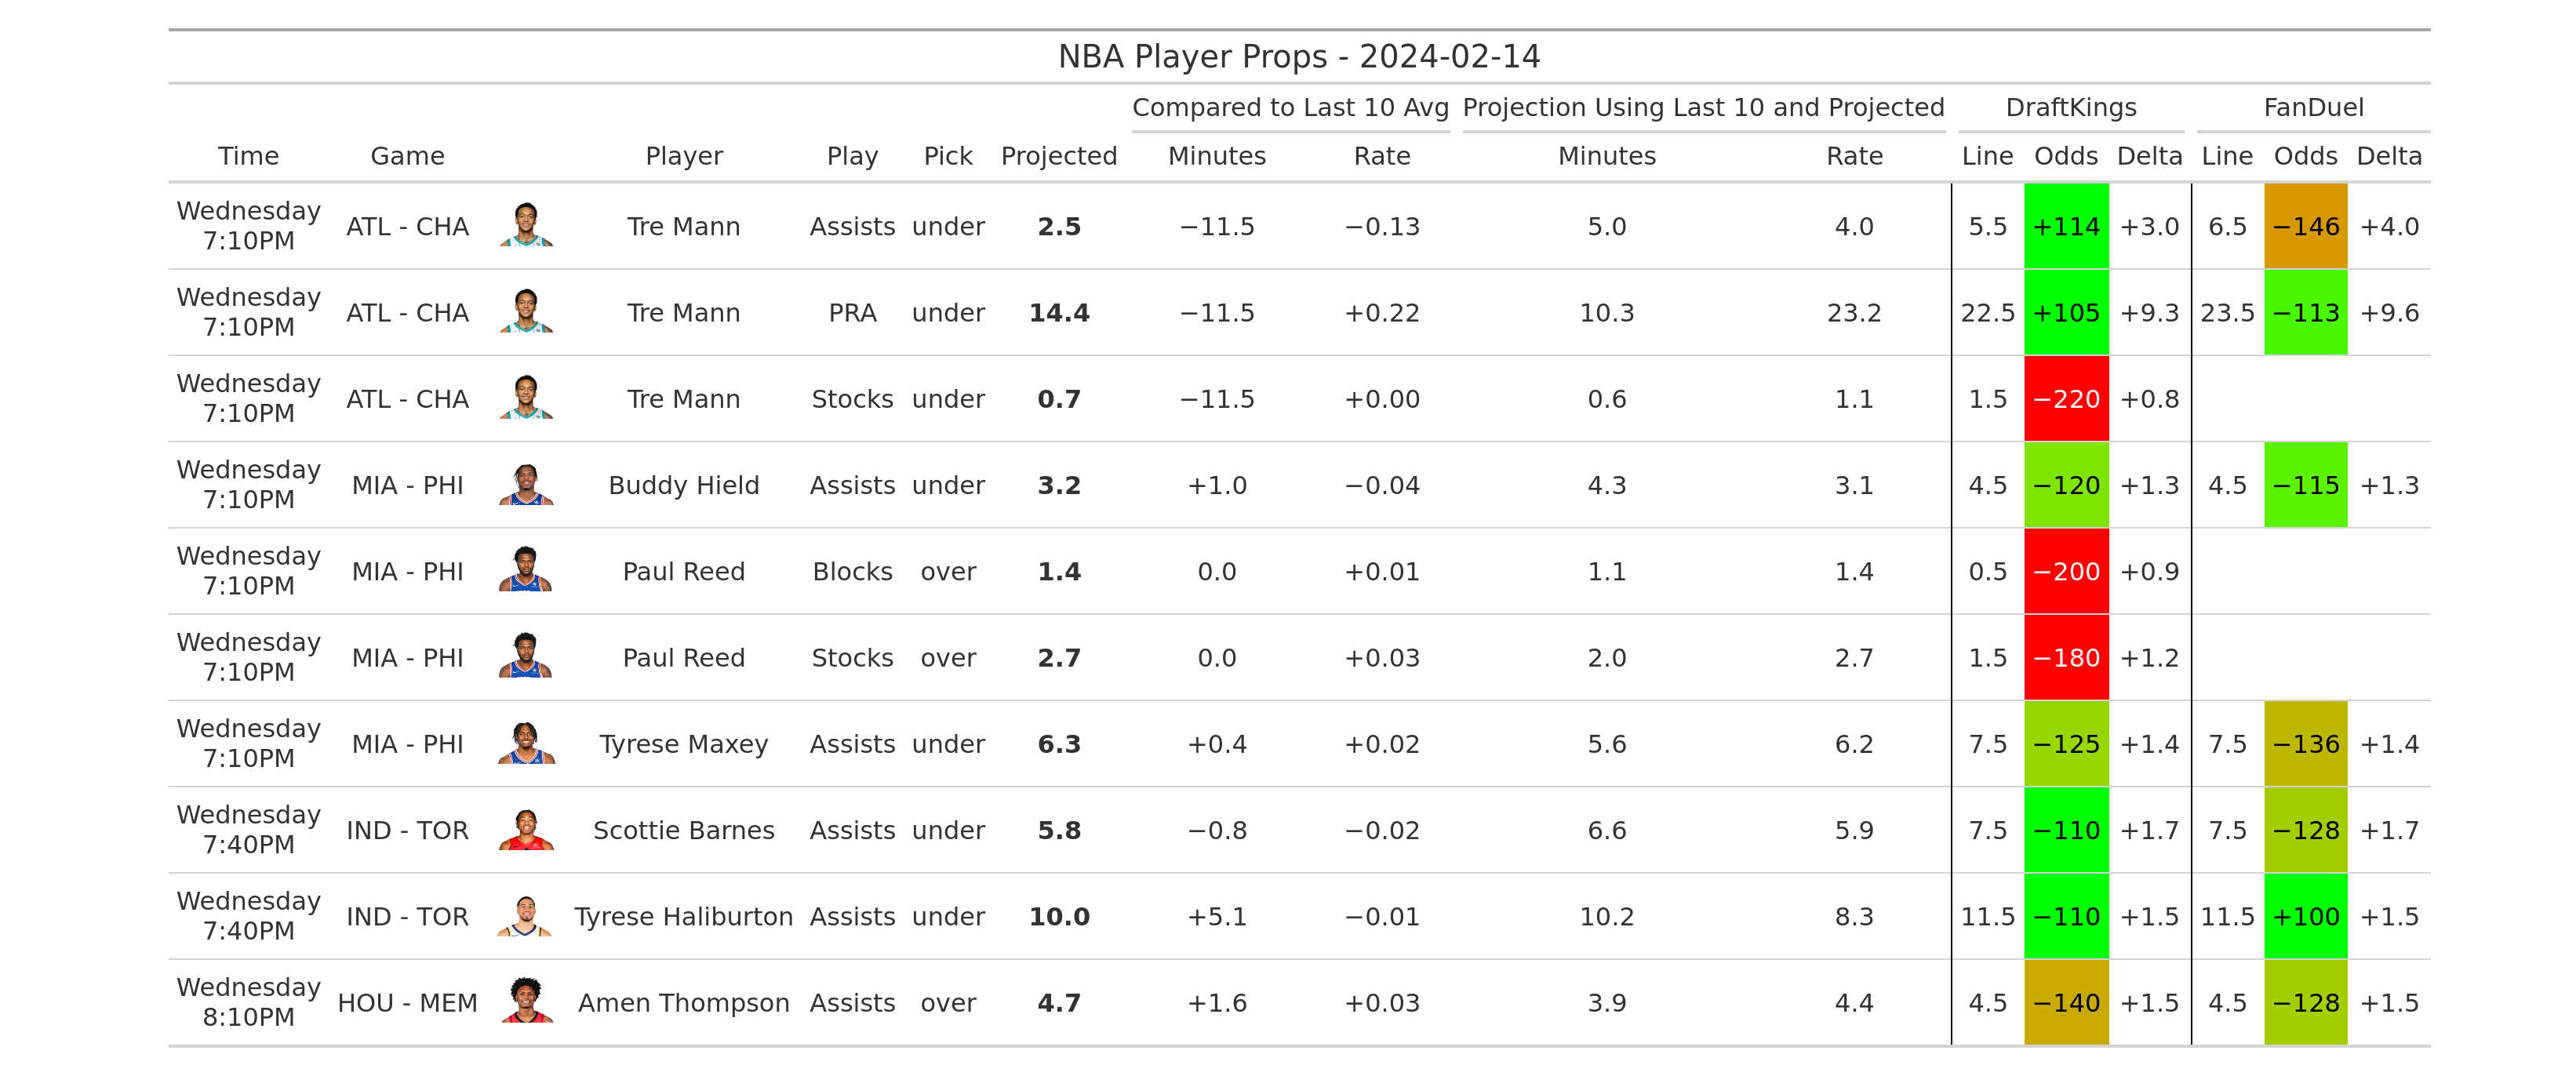 NBA Player Props - 2024-02-14
Compared to Last 10 Avg Projection Using Last 10 and Projected DraftKings FanDuel
Time Game Player Play Pick Projected Minutes Rate Minutes Rate Line Odds Delta Line Odds Delta
Wednesday
7:10PM ATL - CHA Tre Mann Assists under 2.5 −11.5 −0.13 5.0 4.0 5.5 +114 +3.0 6.5 −146 +4.0
Wednesday
7:10PM ATL - CHA Tre Mann PRA under 14.4 −11.5 +0.22 10.3 23.2 22.5 +105 +9.3 23.5 −113 +9.6
Wednesday
7:10PM ATL - CHA Tre Mann Stocks under 0.7 −11.5 +0.00 0.6 1.1 1.5 −220 +0.8
Wednesday
7:10PM MIA - PHI Buddy Hield Assists under 3.2 +1.0 −0.04 4.3 3.1 4.5 −120 +1.3 4.5 −115 +1.3
Wednesday
7:10PM MIA - PHI Paul Reed Blocks over 1.4 0.0 +0.01 1.1 1.4 0.5 −200 +0.9
Wednesday
7:10PM MIA - PHI Paul Reed Stocks over 2.7 0.0 +0.03 2.0 2.7 1.5 −180 +1.2
Wednesday
7:10PM MIA - PHI Tyrese Maxey Assists under 6.3 +0.4 +0.02 5.6 6.2 7.5 −125 +1.4 7.5 −136 +1.4
Wednesday
7:40PM IND - TOR Scottie Barnes Assists under 5.8 −0.8 −0.02 6.6 5.9 7.5 −110 +1.7 7.5 −128 +1.7
Wednesday
7:40PM IND - TOR Tyrese Haliburton Assists under 10.0 +5.1 −0.01 10.2 8.3 11.5 −110 +1.5 11.5 +100 +1.5
Wednesday
8:10PM HOU - MEM Amen Thompson Assists over 4.7 +1.6 +0.03 3.9 4.4 4.5 −140 +1.5 4.5 −128 +1.5